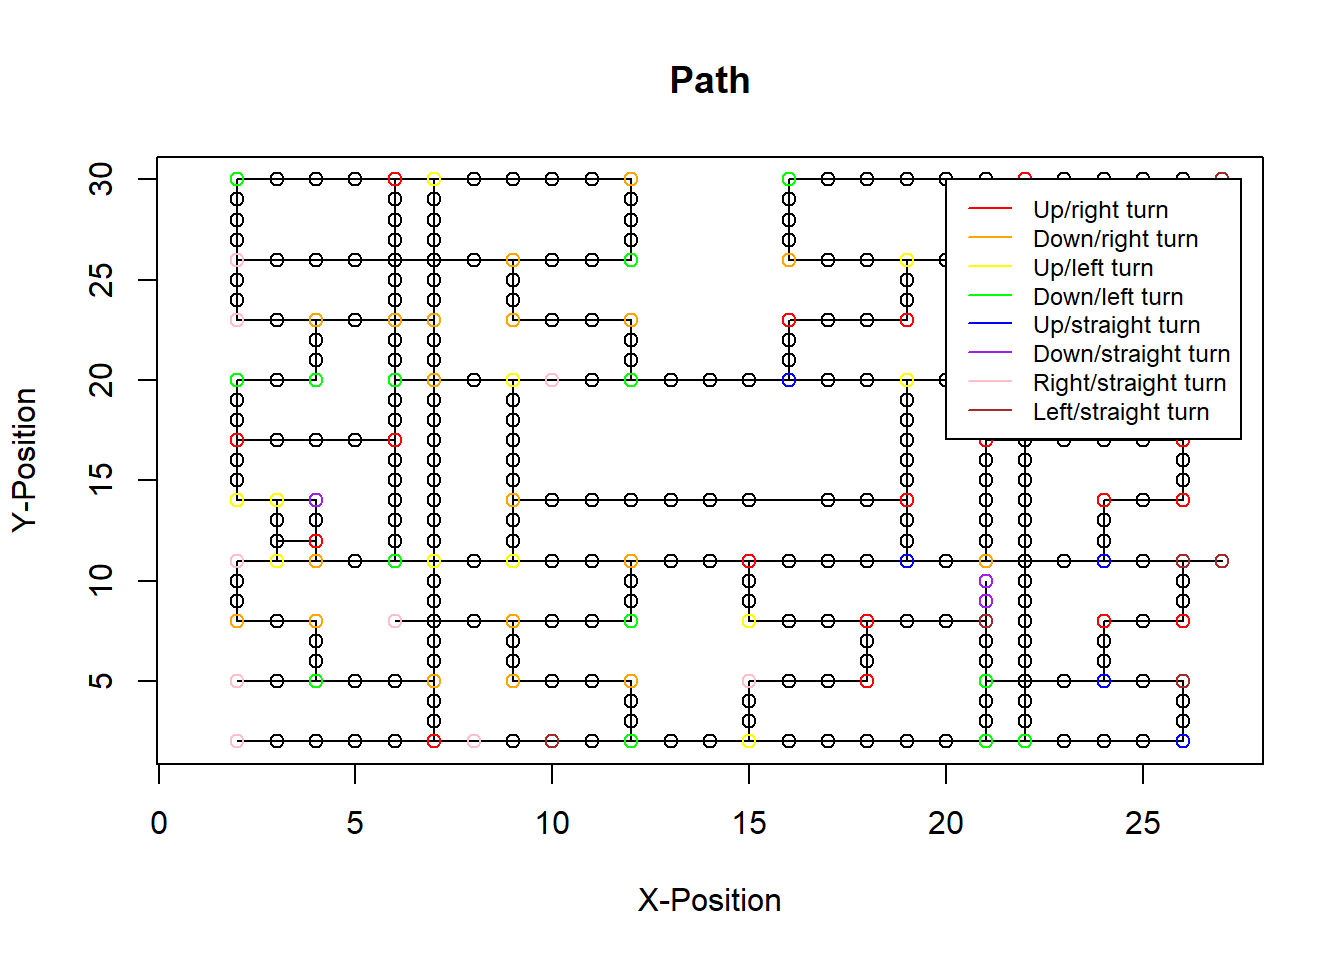 Path
30
25
20
15
10
5
Y-Position
Up/right turn
Down/right turn
Up/left turn
Down/left turn
Up/straight turn
Down/straight turn
Right/straight turn
Left/straight turn
0 5 10 15 20 25
X-Position